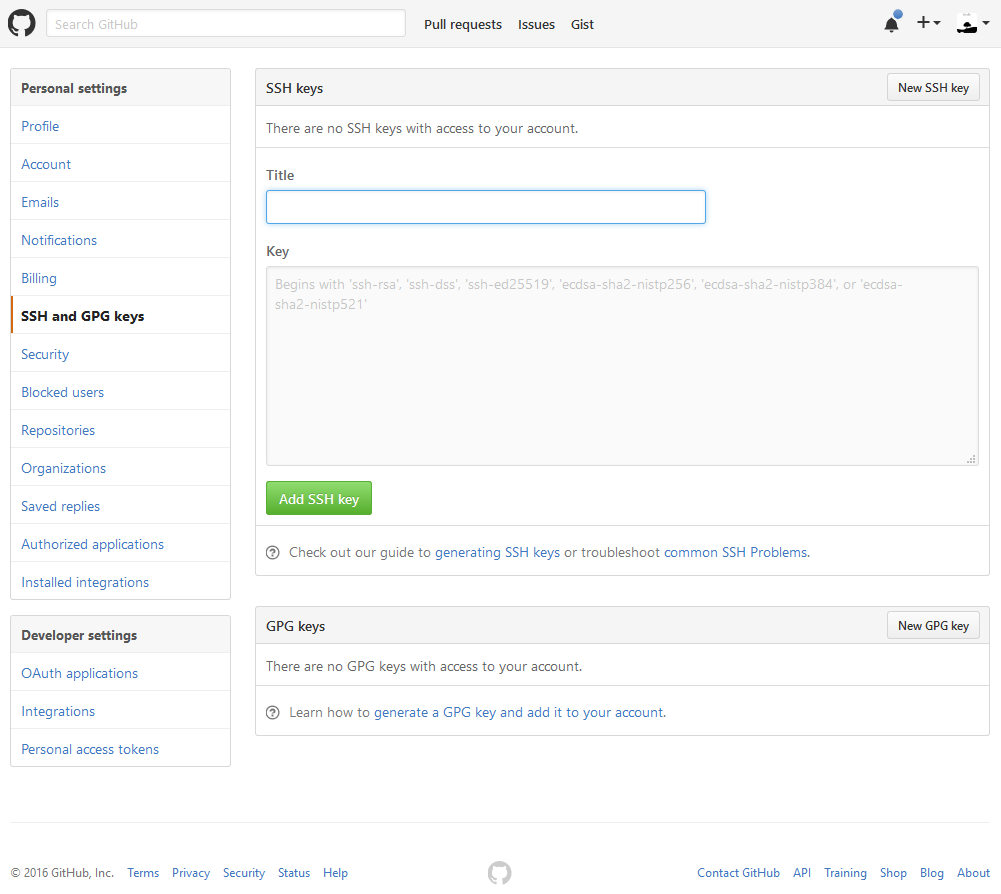 Search GitHub
Pull requests Issues Gist
Personal settings
Profile
Account
Emails
Notifications
Billing
SSH and GPG keys
Security
Blocked users
Repositories
Organizations
Saved replies
Authorized applications
Installed integrations
Developer settings
OAuth applications
Integrations
Personal access tokens
SSH keys
New SSH key
There are no SSH keys with access to your account.
Title
Key
Begins with 'ssh-rsa', 'ssh-dss', 'ssh-ed25519', 'ecdsa-sha2-nistp256', 'ecdsa-sha2-nistp384', or 'ecdsa-
sha2-nistp521'
Add SSH key
Check out our guide to generating SSH keys or troubleshoot common SSH Problems.
GPG keys
New GPG key
There are no GPG keys with access to your account.
Learn how to generate a GPG key and add it to your account.
© 2016 GitHub, Inc. Terms Privacy Security Status Help
Contact GitHub API Training Shop Blog About